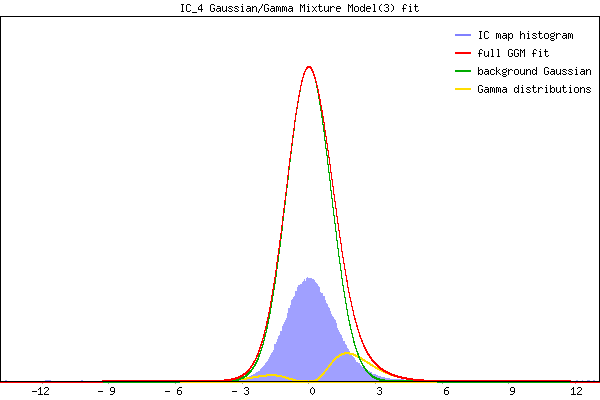 IC_4 Gaussian/Gamma Mixture Model(3) fit
IC map histogram
full GGM fit
background Gaussian
Gamma distributions
-12 -9 -6 -3 0 3 6 9 12